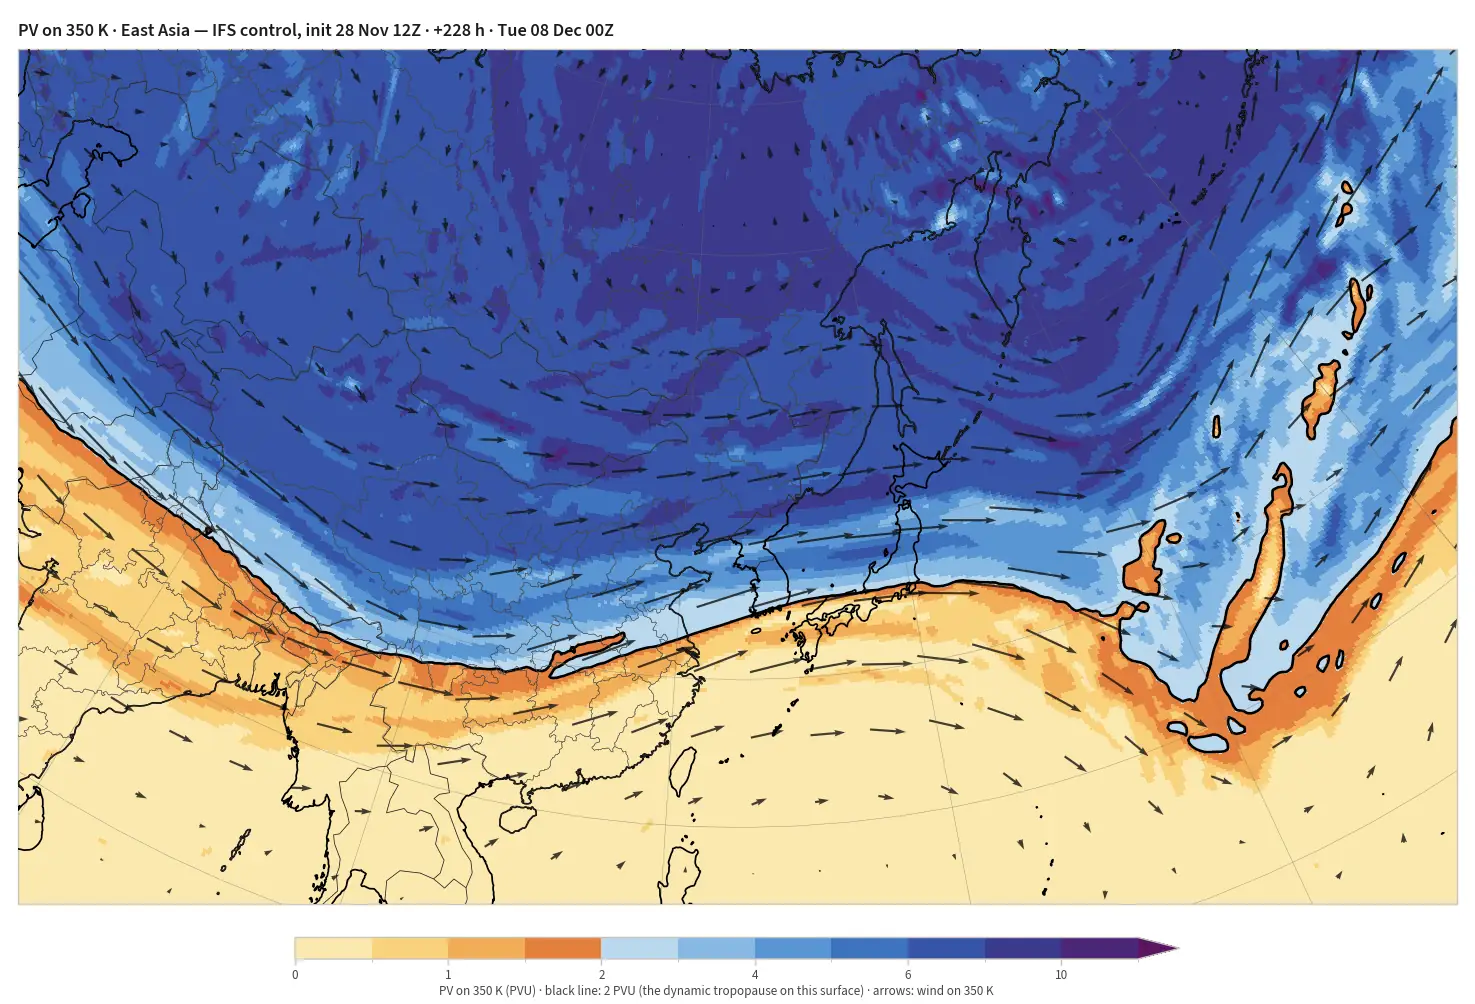 PV on 350 K · East Asia — IFS control, init 28 Nov 12Z · +228 h · Tue 08 Dec 00Z
0 1 2 4 6 10
PV on 350 K (PVU) · black line: 2 PVU (the dynamic tropopause on this surface) · arrows: wind on 350 K